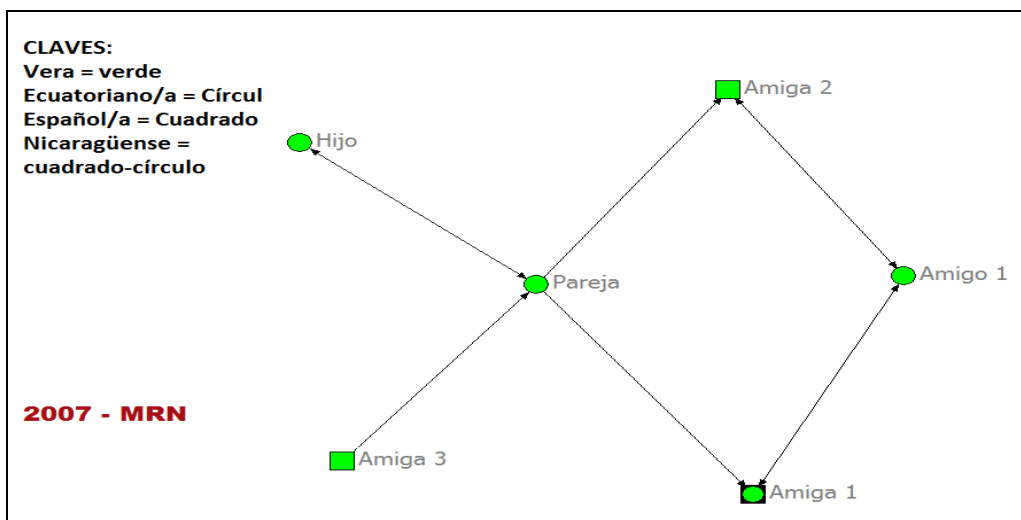 CLAVES:
Vera = verde
Ecuatoriano/a = Círcul
Español/a = Cuadrado
Nicaragüense =
cuadrado-círculo
Amiga 2
Hijo
Amigo 1
Pareja
2007 - MRN
Amiga 3
Amiga 1